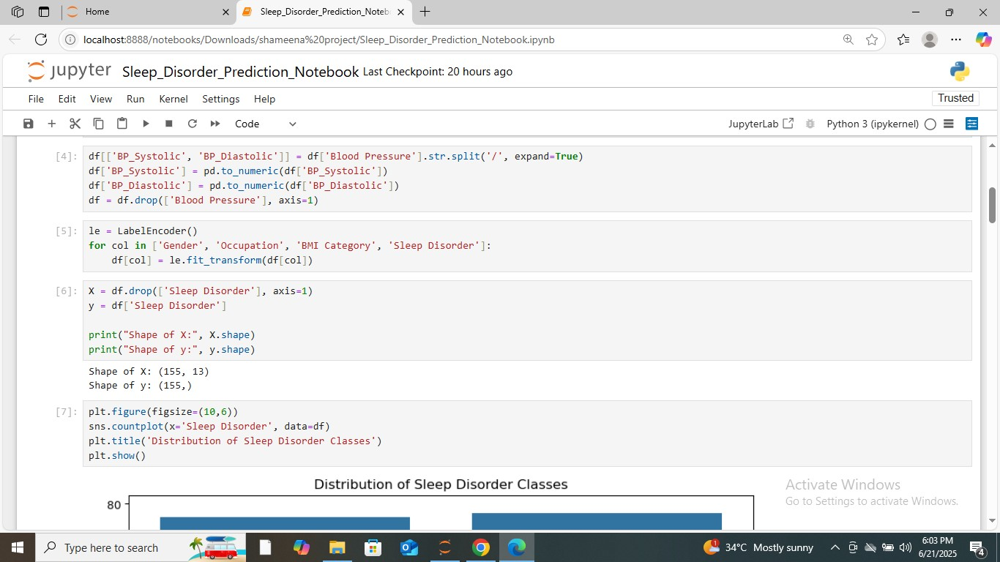 Home
Sleep_Disorder_Prediction_Noteb
localhost:8888/notebooks/Downloads/shameena%20project/Sleep_Disorder_Prediction_Notebook.ipynb
jupyter Sleep_Disorder_Prediction_Notebook Last Checkpoint: 20 hours ago
File Edit View Run Kernel Settings Help Trusted
Code JupyterLab Python 3 (ipykernel)
[4]: df[['BP_Systolic', 'BP_Diastolic']] = df['Blood Pressure'].str.split('/', expand=True)
df['BP_Systolic'] = pd.to_numeric(df['BP_Systolic'])
df['BP_Diastolic'] = pd.to_numeric(df['BP_Diastolic'])
df = df.drop(['Blood Pressure'], axis=1)
[5]: le = LabelEncoder()
for col in ['Gender', 'Occupation', 'BMI Category', 'Sleep Disorder']:
    df[col] = le.fit_transform(df[col])
[6]: X = df.drop(['Sleep Disorder'], axis=1)
y = df['Sleep Disorder']
print("Shape of X:", X.shape)
print("Shape of y:", y.shape)
Shape of X: (155, 13)
Shape of y: (155,)
[7]: plt.figure(figsize=(10,6))
sns.countplot(x='Sleep Disorder', data=df)
plt.title('Distribution of Sleep Disorder Classes')
plt.show()
Distribution of Sleep Disorder Classes
80
Activate Windows
Go to Settings to activate Windows.
Type here to search
1
34°C Mostly sunny
6:03 PM
6/21/2025
4